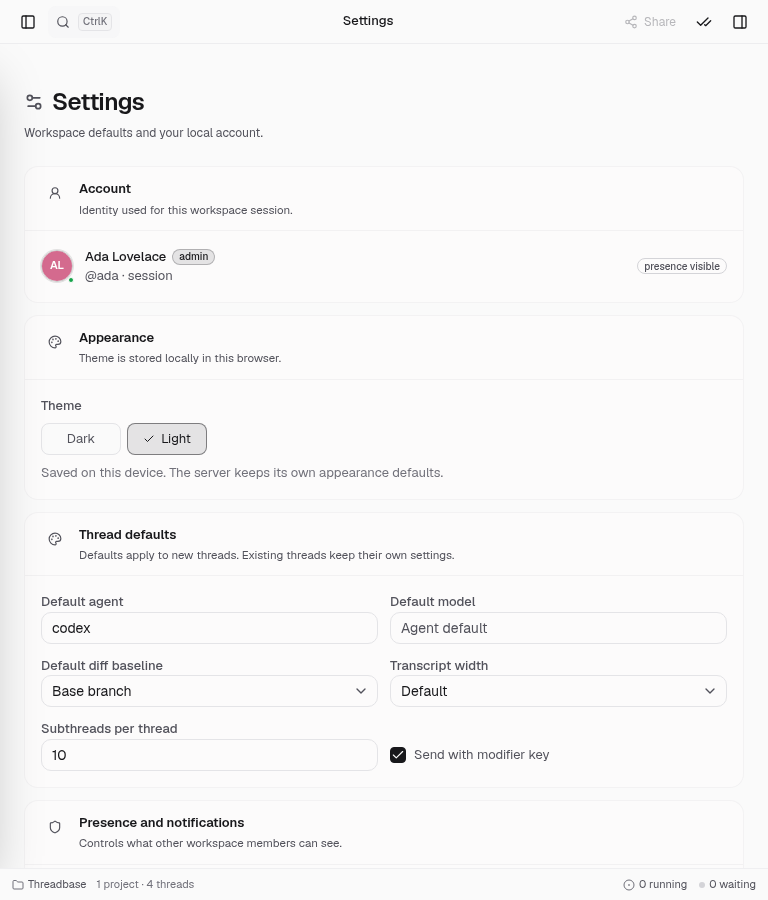 CtrlK
Settings
Share
Settings
Workspace defaults and your local account.
Account
Identity used for this workspace session.
AL
Ada Lovelace admin
@ada · session
presence visible
Appearance
Theme is stored locally in this browser.
Theme
Dark
Light
Saved on this device. The server keeps its own appearance defaults.
Thread defaults
Defaults apply to new threads. Existing threads keep their own settings.
Default agent
Default model
codex
Agent default
Default diff baseline
Transcript width
Base branch
Default
Subthreads per thread
10
Send with modifier key
Presence and notifications
Controls what other workspace members can see.
Threadbase 1 project · 4 threads
0 running 0 waiting